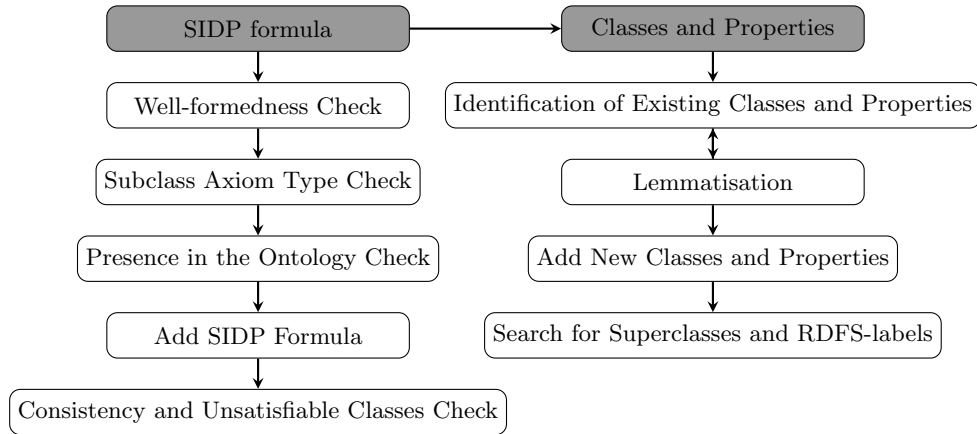 SIDP formula
Classes and Properties
Well-formedness Check
Identification of Existing Classes and Properties
Subclass Axiom Type Check
Lemmatisation
Presence in the Ontology Check
Add New Classes and Properties
Add SIDP Formula
Search for Superclasses and RDFS-labels
Consistency and Unsatisfiable Classes Check